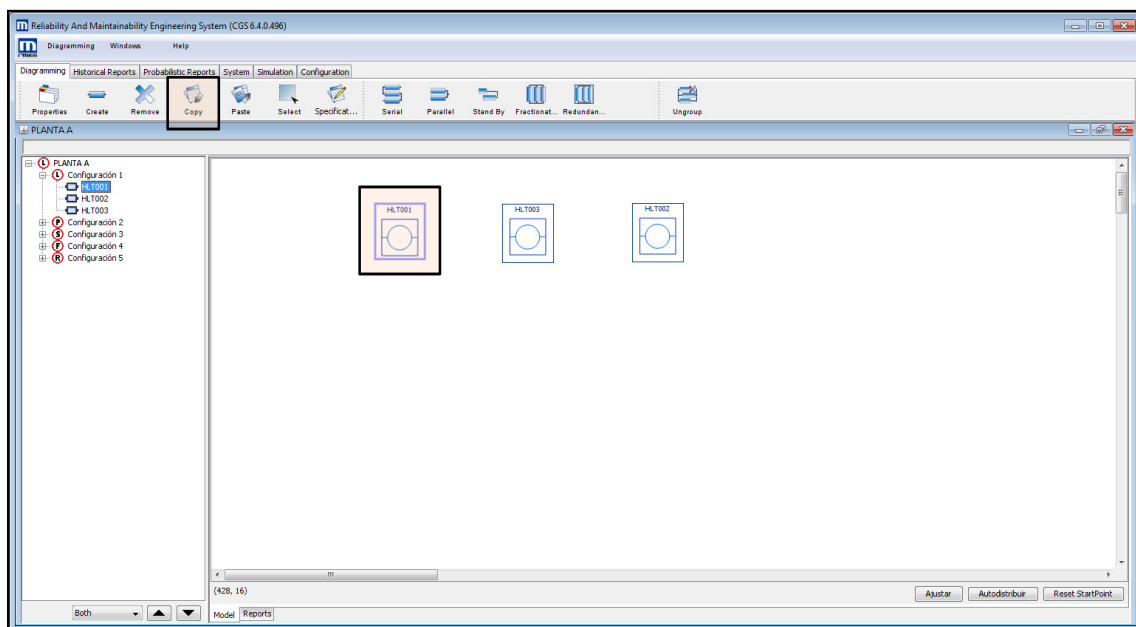 Reliability And Maintainability Engineering System (CGS 6.4.0.496)
Diagramming Windows Help
Diagramming Historical Reports Probabilistic Reports System Simulation Configuration
Properties Create Remove Copy Paste Select Specificat... Serial Parallel Stand By Fractionat... Redundan... Ungroup
PLANTA A
L PLANTA A
L Configuración 1
HLT001
HLT002
HLT003
P Configuración 2
S Configuración 3
F Configuración 4
R Configuración 5
HLT001 HLT003 HLT002
(428, 16)
Ajustar Autodistribuir Reset StartPoint
Both
Model Reports